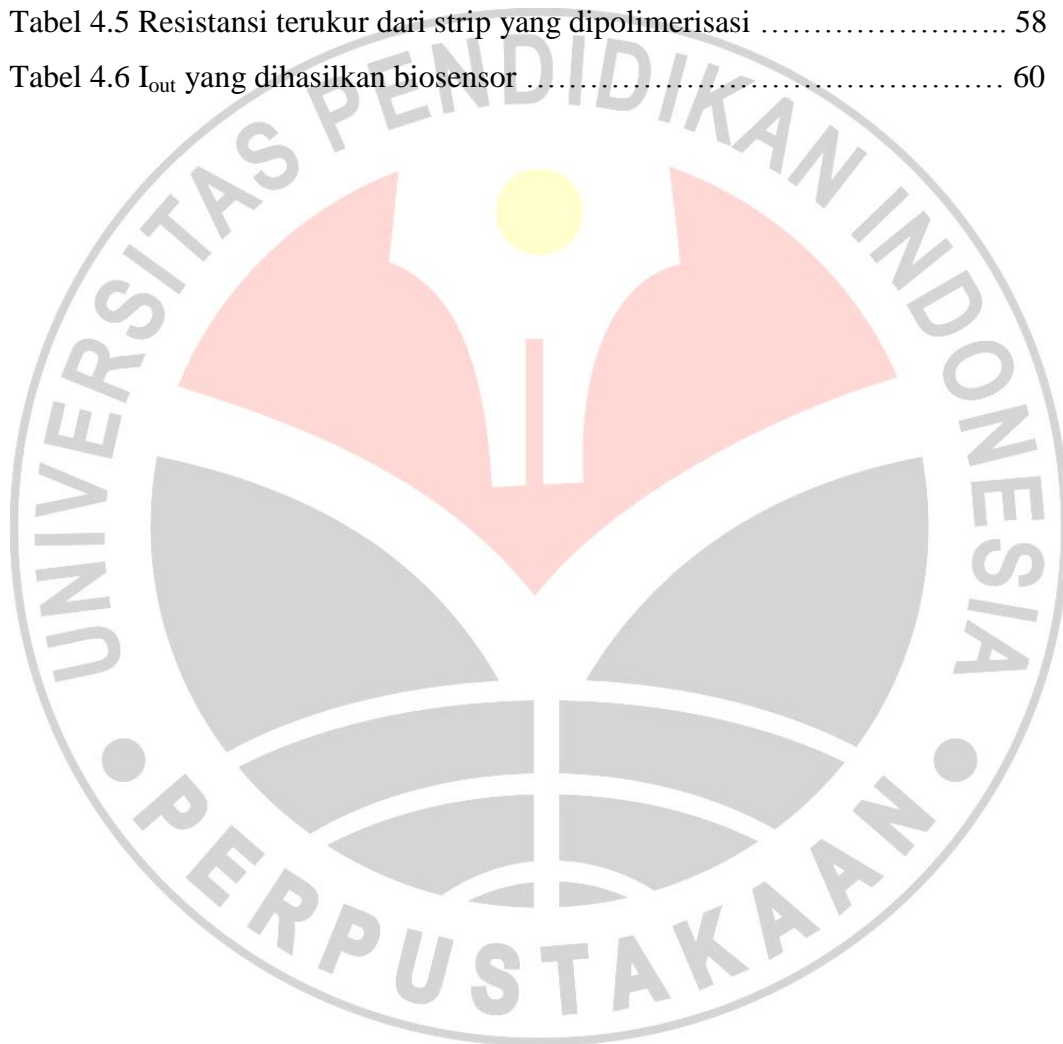 Tabel 4.5 Resistansi terukur dari strip yang dipolimerisasi ……………….….. 58
Tabel 4.6 Iout yang dihasilkan biosensor ……………………………………… 60
UNIVERSITAS PENDIDIKAN INDONESIA
PERPUSTAKAAN